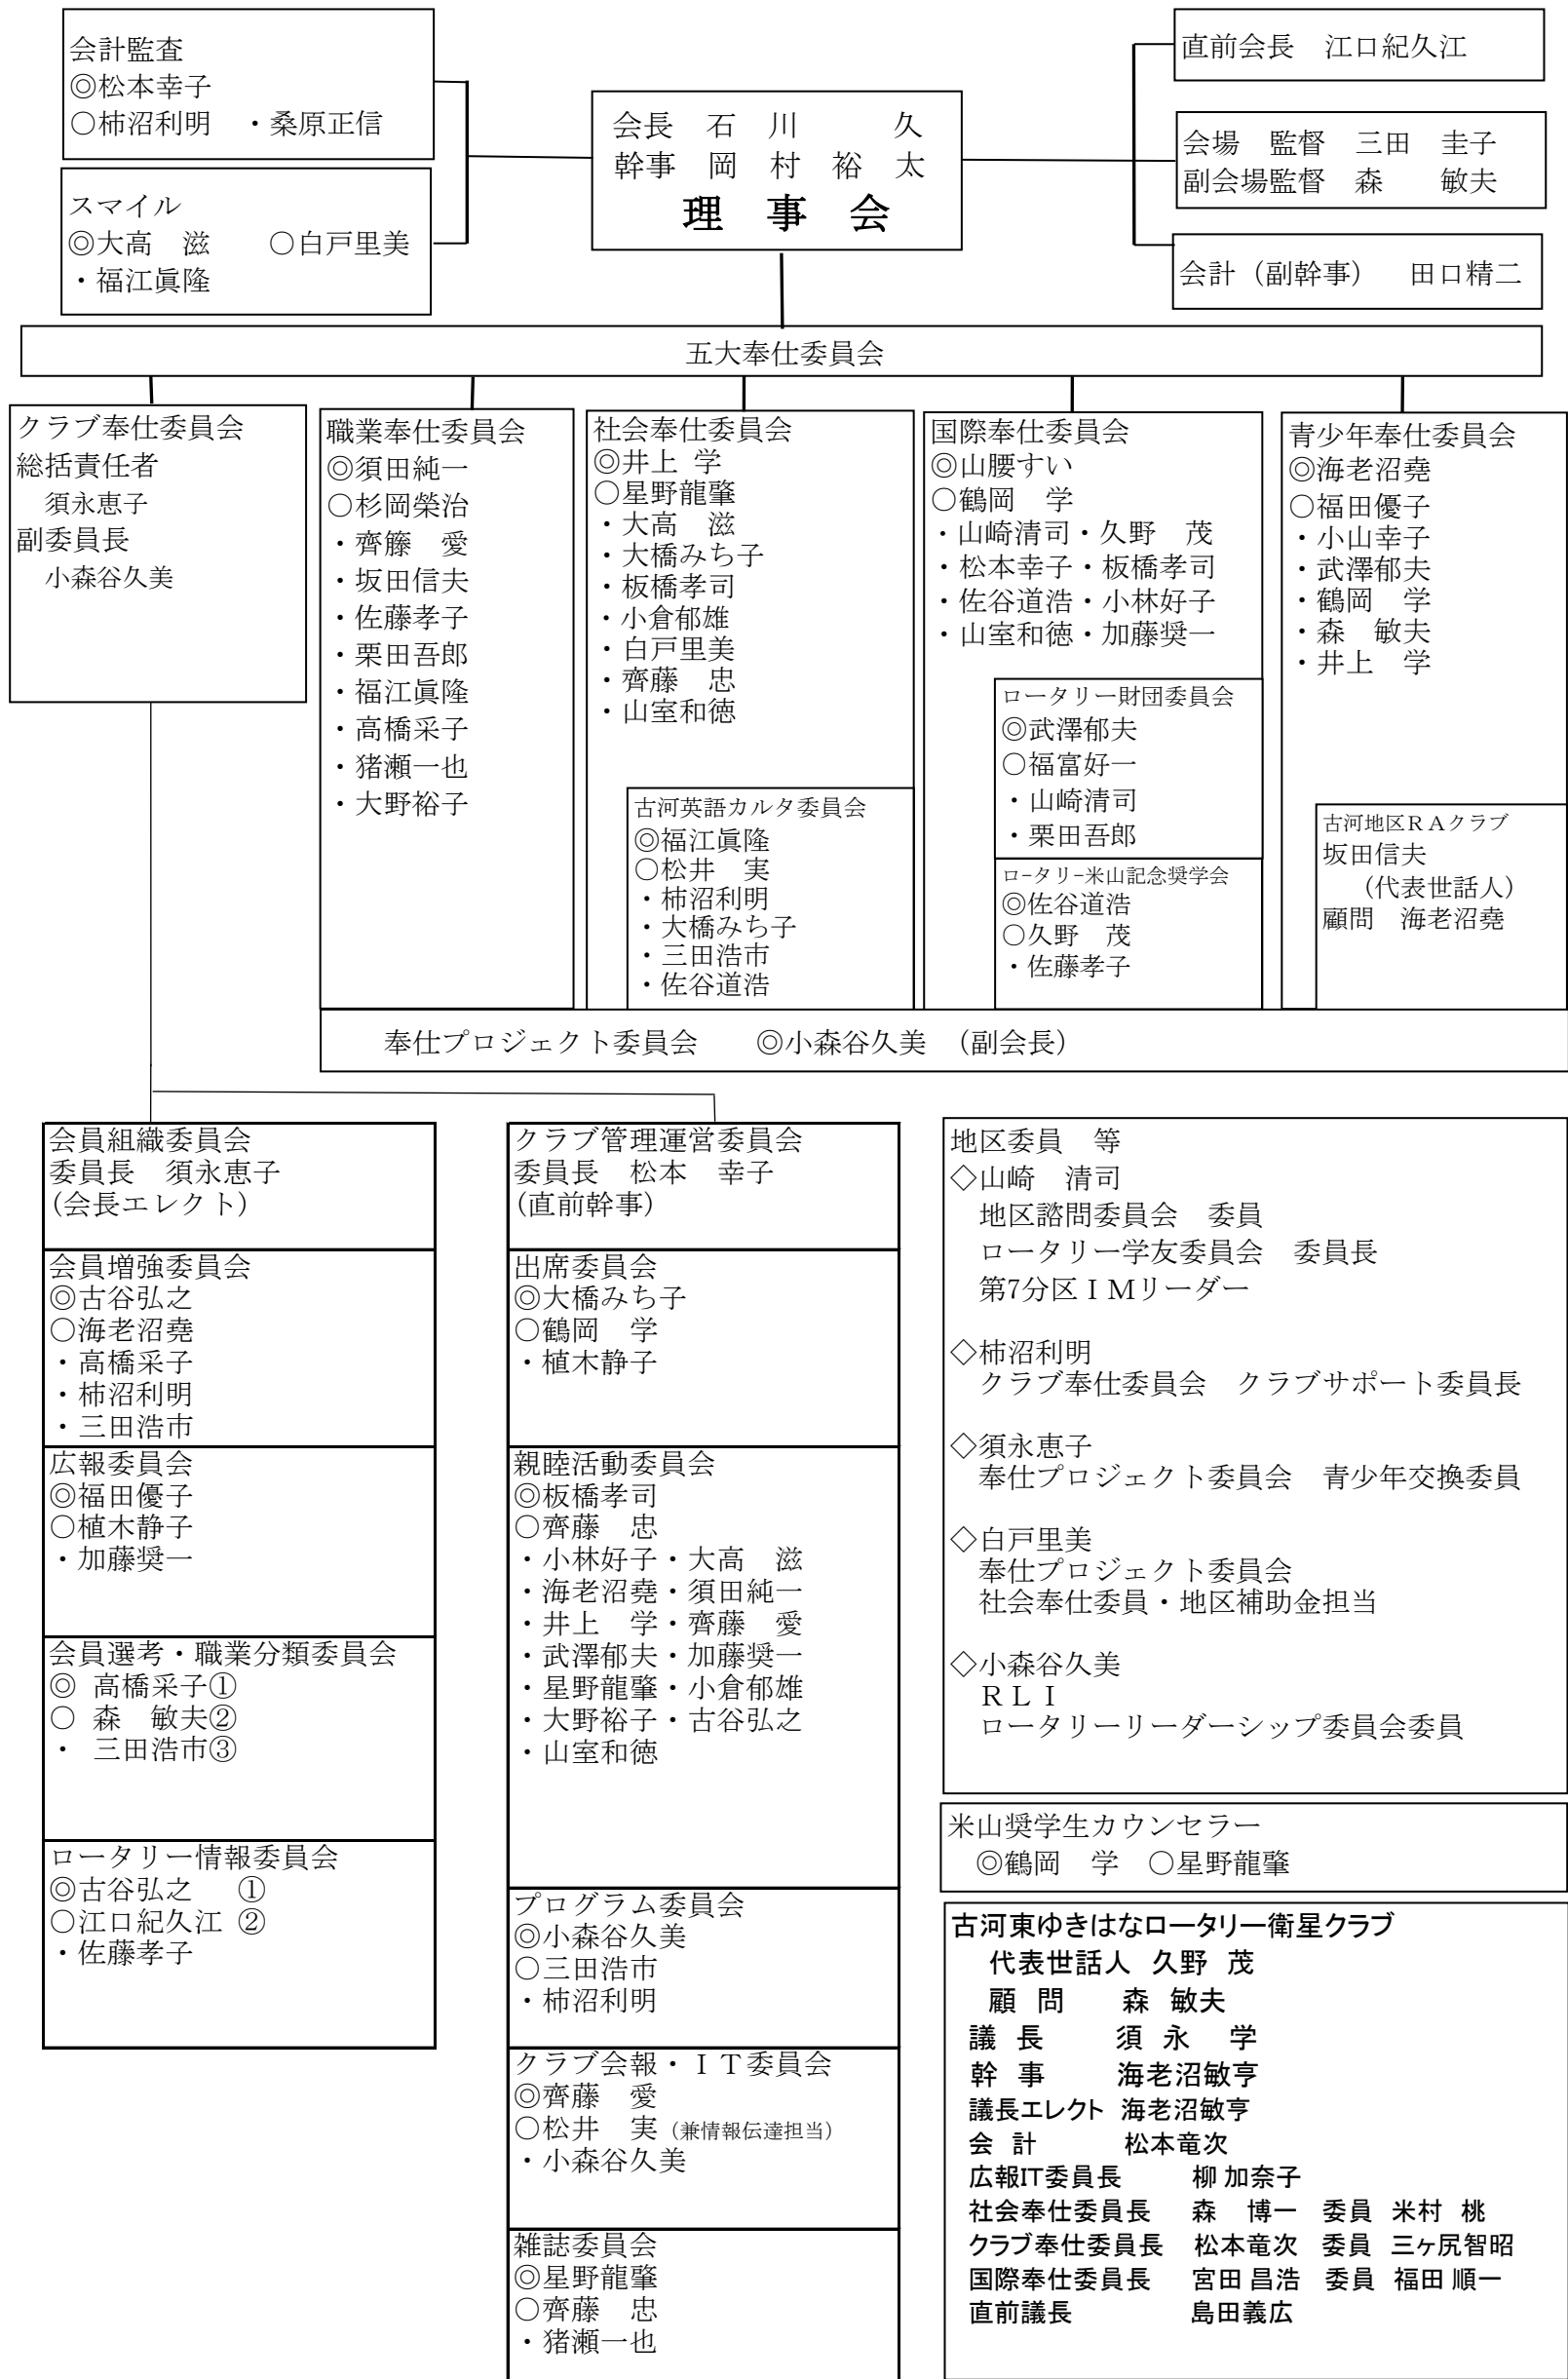 会計監査
◎松本幸子
○柿沼利明　・桑原正信
スマイル
◎大高　滋　　○白戸里美
・福江眞隆
会長　石　川　　　久
幹事　岡　村　裕　太
理　事　会
直前会長　江口紀久江
会場　監督　三田　圭子
副会場監督　森　　敏夫
会計（副幹事）　田口精二
五大奉仕委員会
クラブ奉仕委員会
総括責任者
須永恵子
副委員長
小森谷久美
職業奉仕委員会
◎須田純一
○杉岡榮治
・齊籐　愛
・坂田信夫
・佐藤孝子
・栗田吾郎
・福江眞隆
・高橋采子
・猪瀬一也
・大野裕子
社会奉仕委員会
◎井上 学
○星野龍肇
・大高　滋
・大橋みち子
・板橋孝司
・小倉郁雄
・白戸里美
・齊藤　忠
・山室和徳
古河英語カルタ委員会
◎福江眞隆
○松井　実
・柿沼利明
・大橋みち子
・三田浩市
・佐谷道浩
国際奉仕委員会
◎山腰すい
○鶴岡　学
・山崎清司・久野　茂
・松本幸子・板橋孝司
・佐谷道浩・小林好子
・山室和徳・加藤奨一
ロータリー財団委員会
◎武澤郁夫
○福富好一
・山崎清司
・栗田吾郎
ロｰタリｰ米山記念奨学会
◎佐谷道浩
○久野　茂
・佐藤孝子
青少年奉仕委員会
◎海老沼堯
○福田優子
・小山幸子
・武澤郁夫
・鶴岡　学
・森　敏夫
・井上　学
古河地区ＲＡクラブ
坂田信夫
（代表世話人）
顧問　海老沼堯
奉仕プロジェクト委員会　　◎小森谷久美　（副会長）
会員組織委員会
委員長　須永恵子
（会長エレクト）
会員増強委員会
◎古谷弘之
○海老沼堯
・高橋采子
・柿沼利明
・三田浩市
広報委員会
◎福田優子
○植木静子
・加藤奨一
会員選考・職業分類委員会
◎ 高橋采子①
○ 森　敏夫②
・ 三田浩市③
ロータリー情報委員会
◎古谷弘之　①
○江口紀久江 ②
・佐藤孝子
クラブ管理運営委員会
委員長　松本　幸子
（直前幹事）
出席委員会
◎大橋みち子
○鶴岡　学
・植木静子
親睦活動委員会
◎板橋孝司
○齊藤　忠
・小林好子・大高　滋
・海老沼堯・須田純一
・井上　学・齊藤　愛
・武澤郁夫・加藤奨一
・星野龍肇・小倉郁雄
・大野裕子・古谷弘之
・山室和徳
プログラム委員会
◎小森谷久美
○三田浩市
・柿沼利明
クラブ会報・ＩＴ委員会
◎齊藤　愛
○松井　実（兼情報伝達担当）
・小森谷久美
雑誌委員会
◎星野龍肇
○齊藤　忠
・猪瀬一也
地区委員　等
◇山崎　清司
地区諮問委員会　委員
ロータリー学友委員会　委員長
第7分区ＩＭリーダー
◇柿沼利明
クラブ奉仕委員会　クラブサポート委員長
◇須永恵子
奉仕プロジェクト委員会　青少年交換委員
◇白戸里美
奉仕プロジェクト委員会
社会奉仕委員・地区補助金担当
◇小森谷久美
ＲＬＩ
ロータリーリーダーシップ委員会委員
米山奨学生カウンセラー
◎鶴岡　学　○星野龍肇
古河東ゆきはなロータリー衛星クラブ
代表世話人　久野　茂
顧　問　　森　敏夫
議　長　　須　永　学
幹　事　　海老沼敏亨
議長エレクト　海老沼敏亨
会　計　　松本竜次
広報IT委員長　　柳 加奈子
社会奉仕委員長　森　博一　委員　米村　桃
クラブ奉仕委員長　松本竜次　委員　三ヶ尻智昭
国際奉仕委員長　宮田 昌浩　委員　福田 順一
直前議長　　島田義広